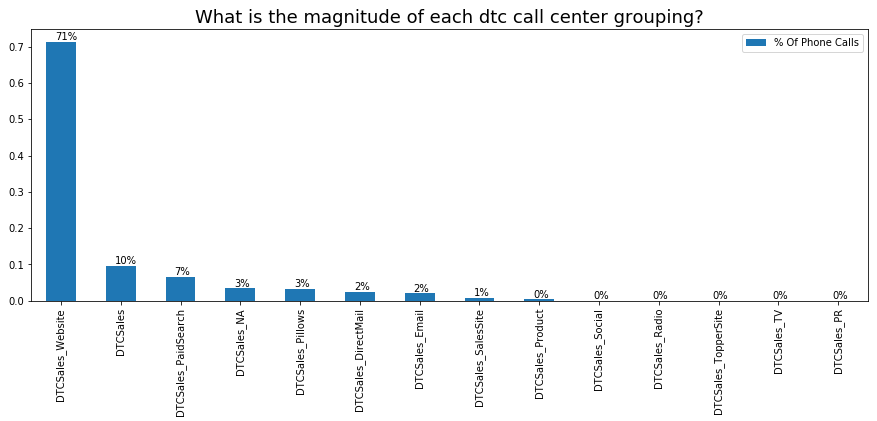 What is the magnitude of each dtc call center grouping?
% Of Phone Calls
0.7
0.6
0.5
0.4
0.3
0.2
0.1
0.0
71%
10%
7%
3%
3%
2%
2%
1%
0%
0%
0%
0%
0%
0%
DTCSales_Website
DTCSales
DTCSales_PaidSearch
DTCSales_NA
DTCSales_Pillows
DTCSales_DirectMail
DTCSales_Email
DTCSales_SalesSite
DTCSales_Product
DTCSales_Social
DTCSales_Radio
DTCSales_TopperSite
DTCSales_TV
DTCSales_PR